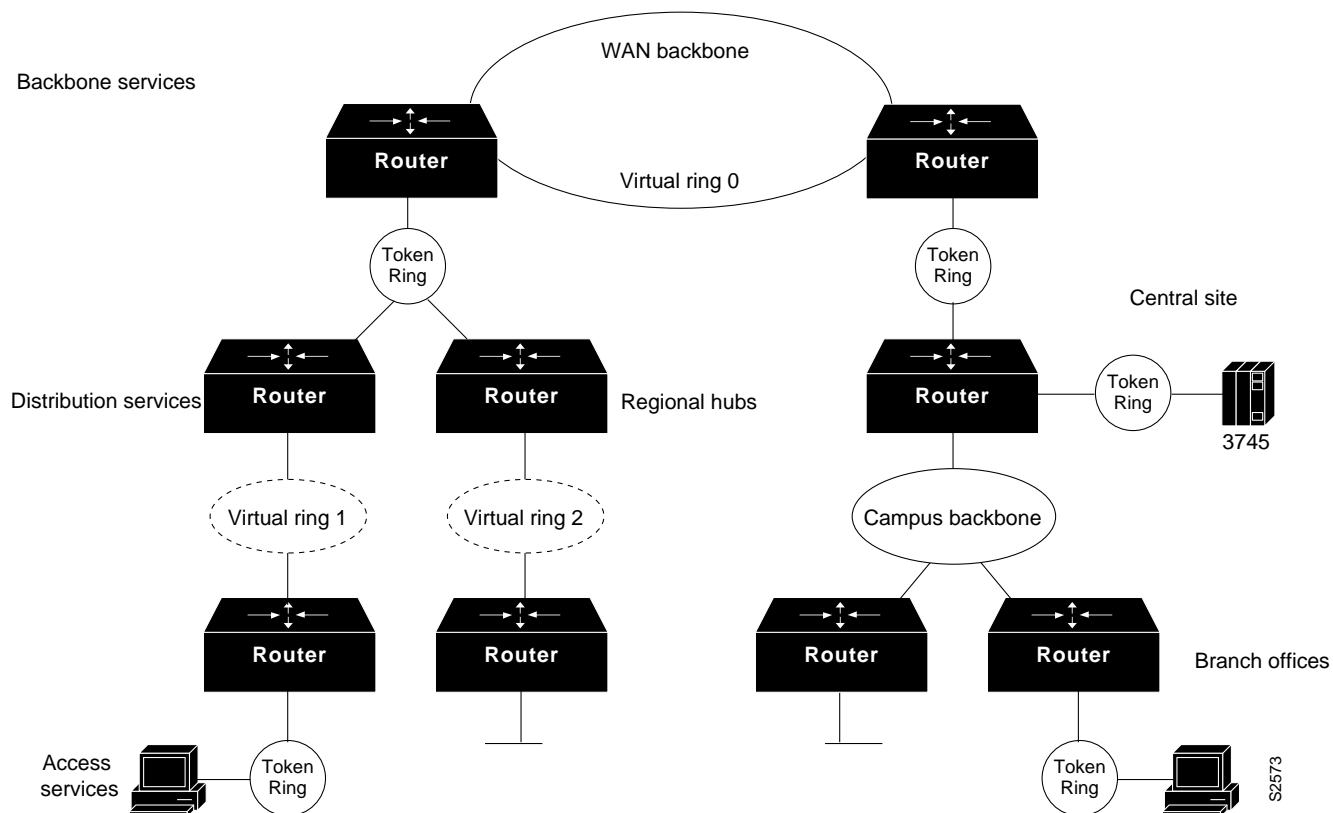 WAN backbone
Backbone services
Router
Router
Virtual ring 0
Token
Ring
Token
Ring
Central site
Router
Router
Router
Token
Ring
Distribution services
Regional hubs
3745
Virtual ring 1
Virtual ring 2
Campus backbone
Router
Router
Router
Router
Branch offices
Access
services
Token
Ring
Token
Ring
S2573